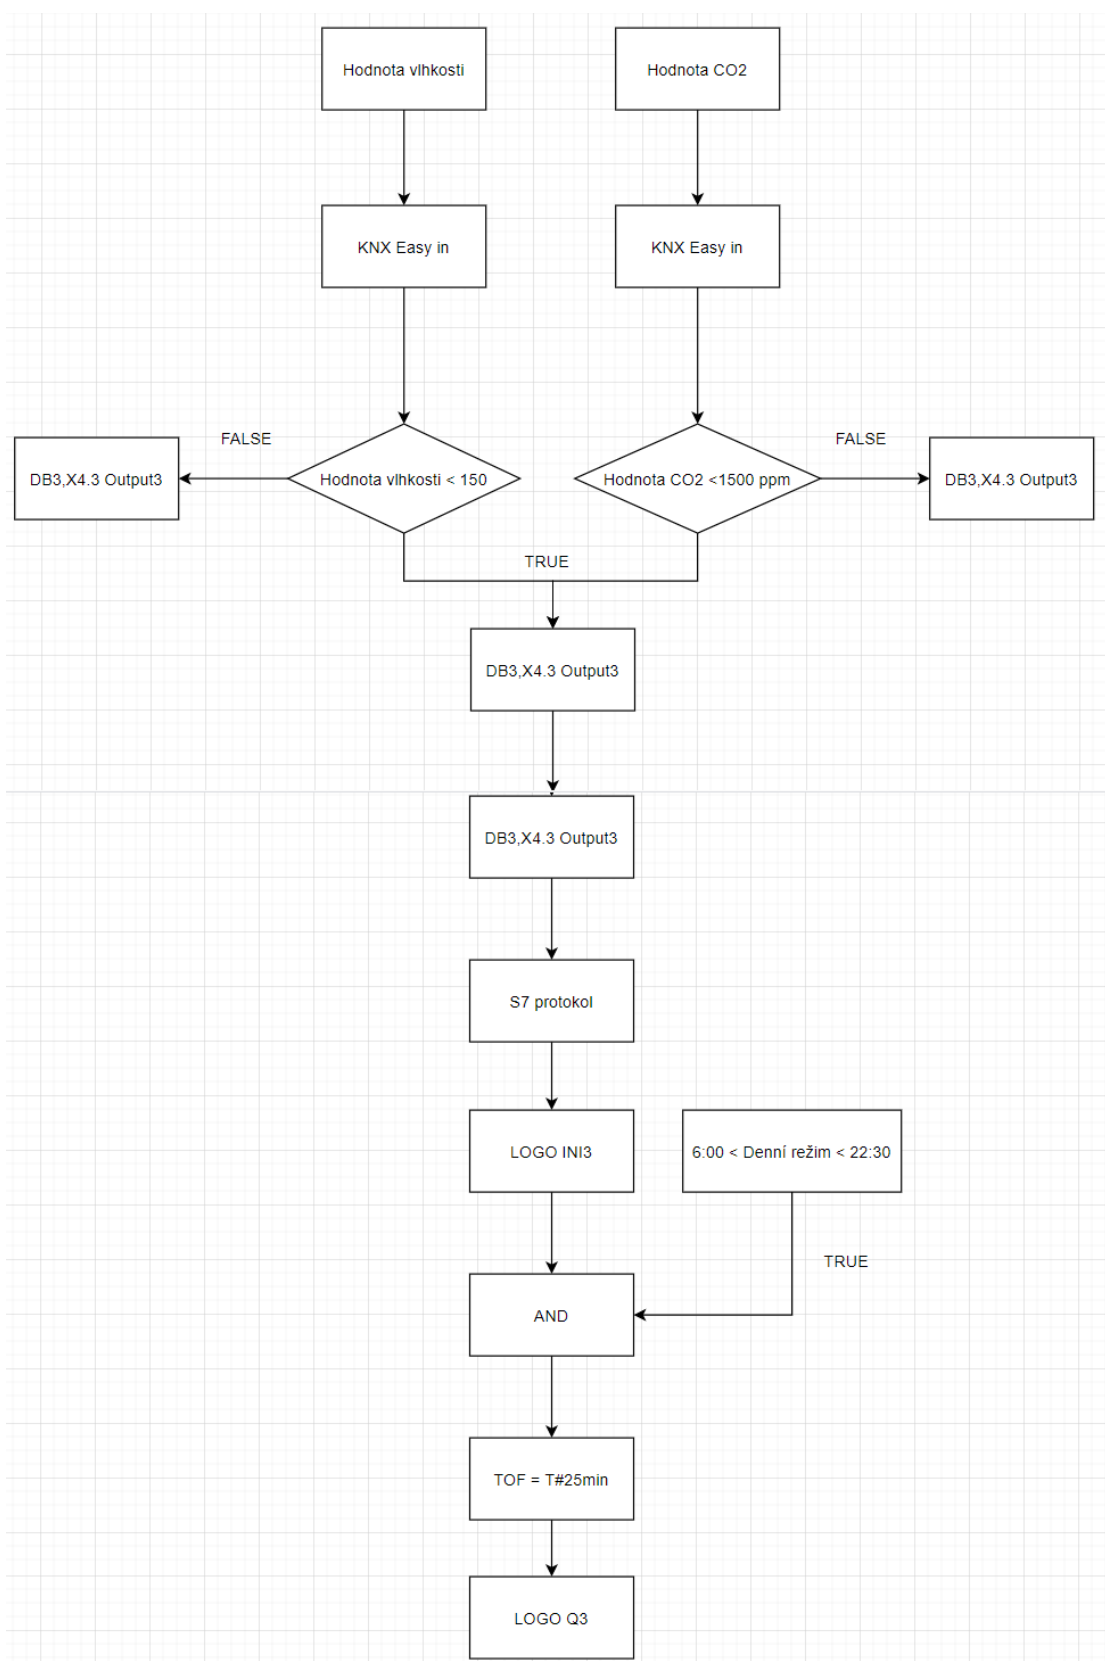 Hodnota vlhkosti
Hodnota CO2
KNX Easy in
KNX Easy in
FALSE
FALSE
DB3,X4.3 Output3
Hodnota vlhkosti < 150
Hodnota CO2 <1500 ppm
DB3,X4.3 Output3
TRUE
DB3,X4.3 Output3
DB3,X4.3 Output3
S7 protokol
LOGO INI3
6:00 < Denní režim < 22:30
TRUE
AND
TOF = T#25min
LOGO Q3